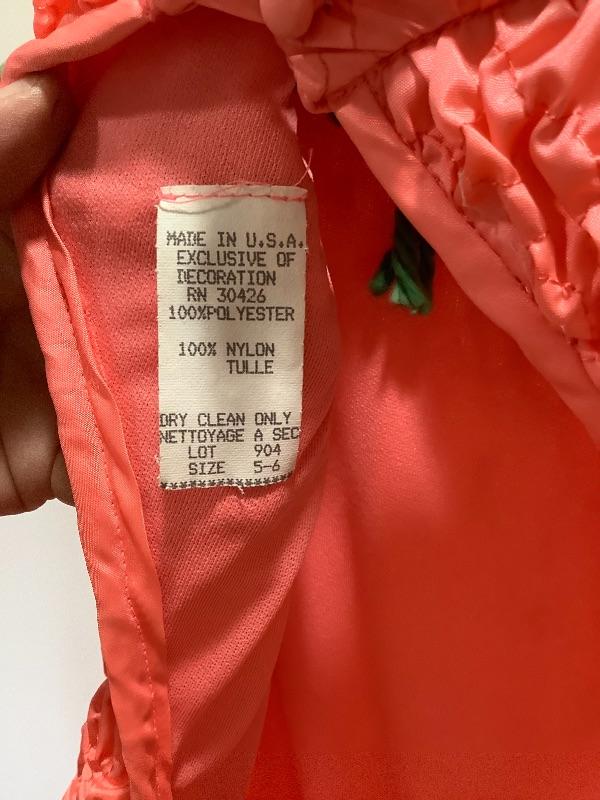 MADE IN U.S.A.
EXCLUSIVE OF
DECORATION
RN 30426
100%POLYESTER
100% NYLON
TULLE
DRY CLEAN ONLY
NETTOYAGE A SEC
LOT 904
SIZE 5-6